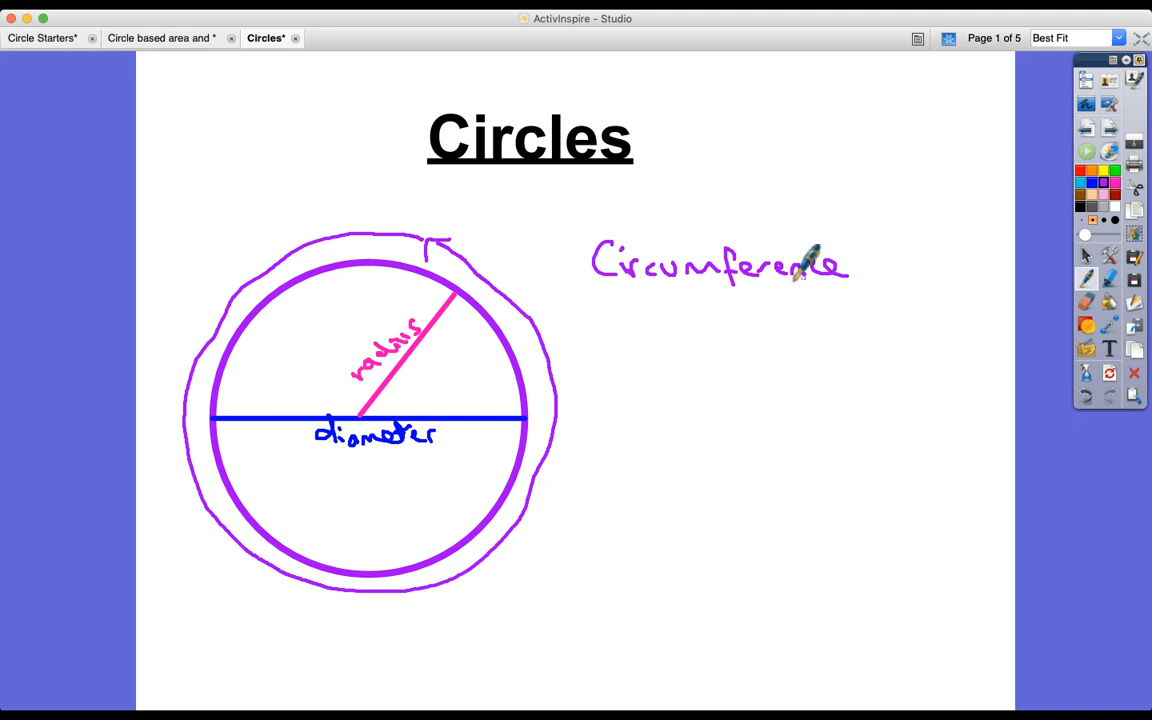 ActivInspire - Studio
Circle Starters* Circle based area and * Circles* Page 1 of 5 Best Fit
Circles
Circumference
radius
diameter
T